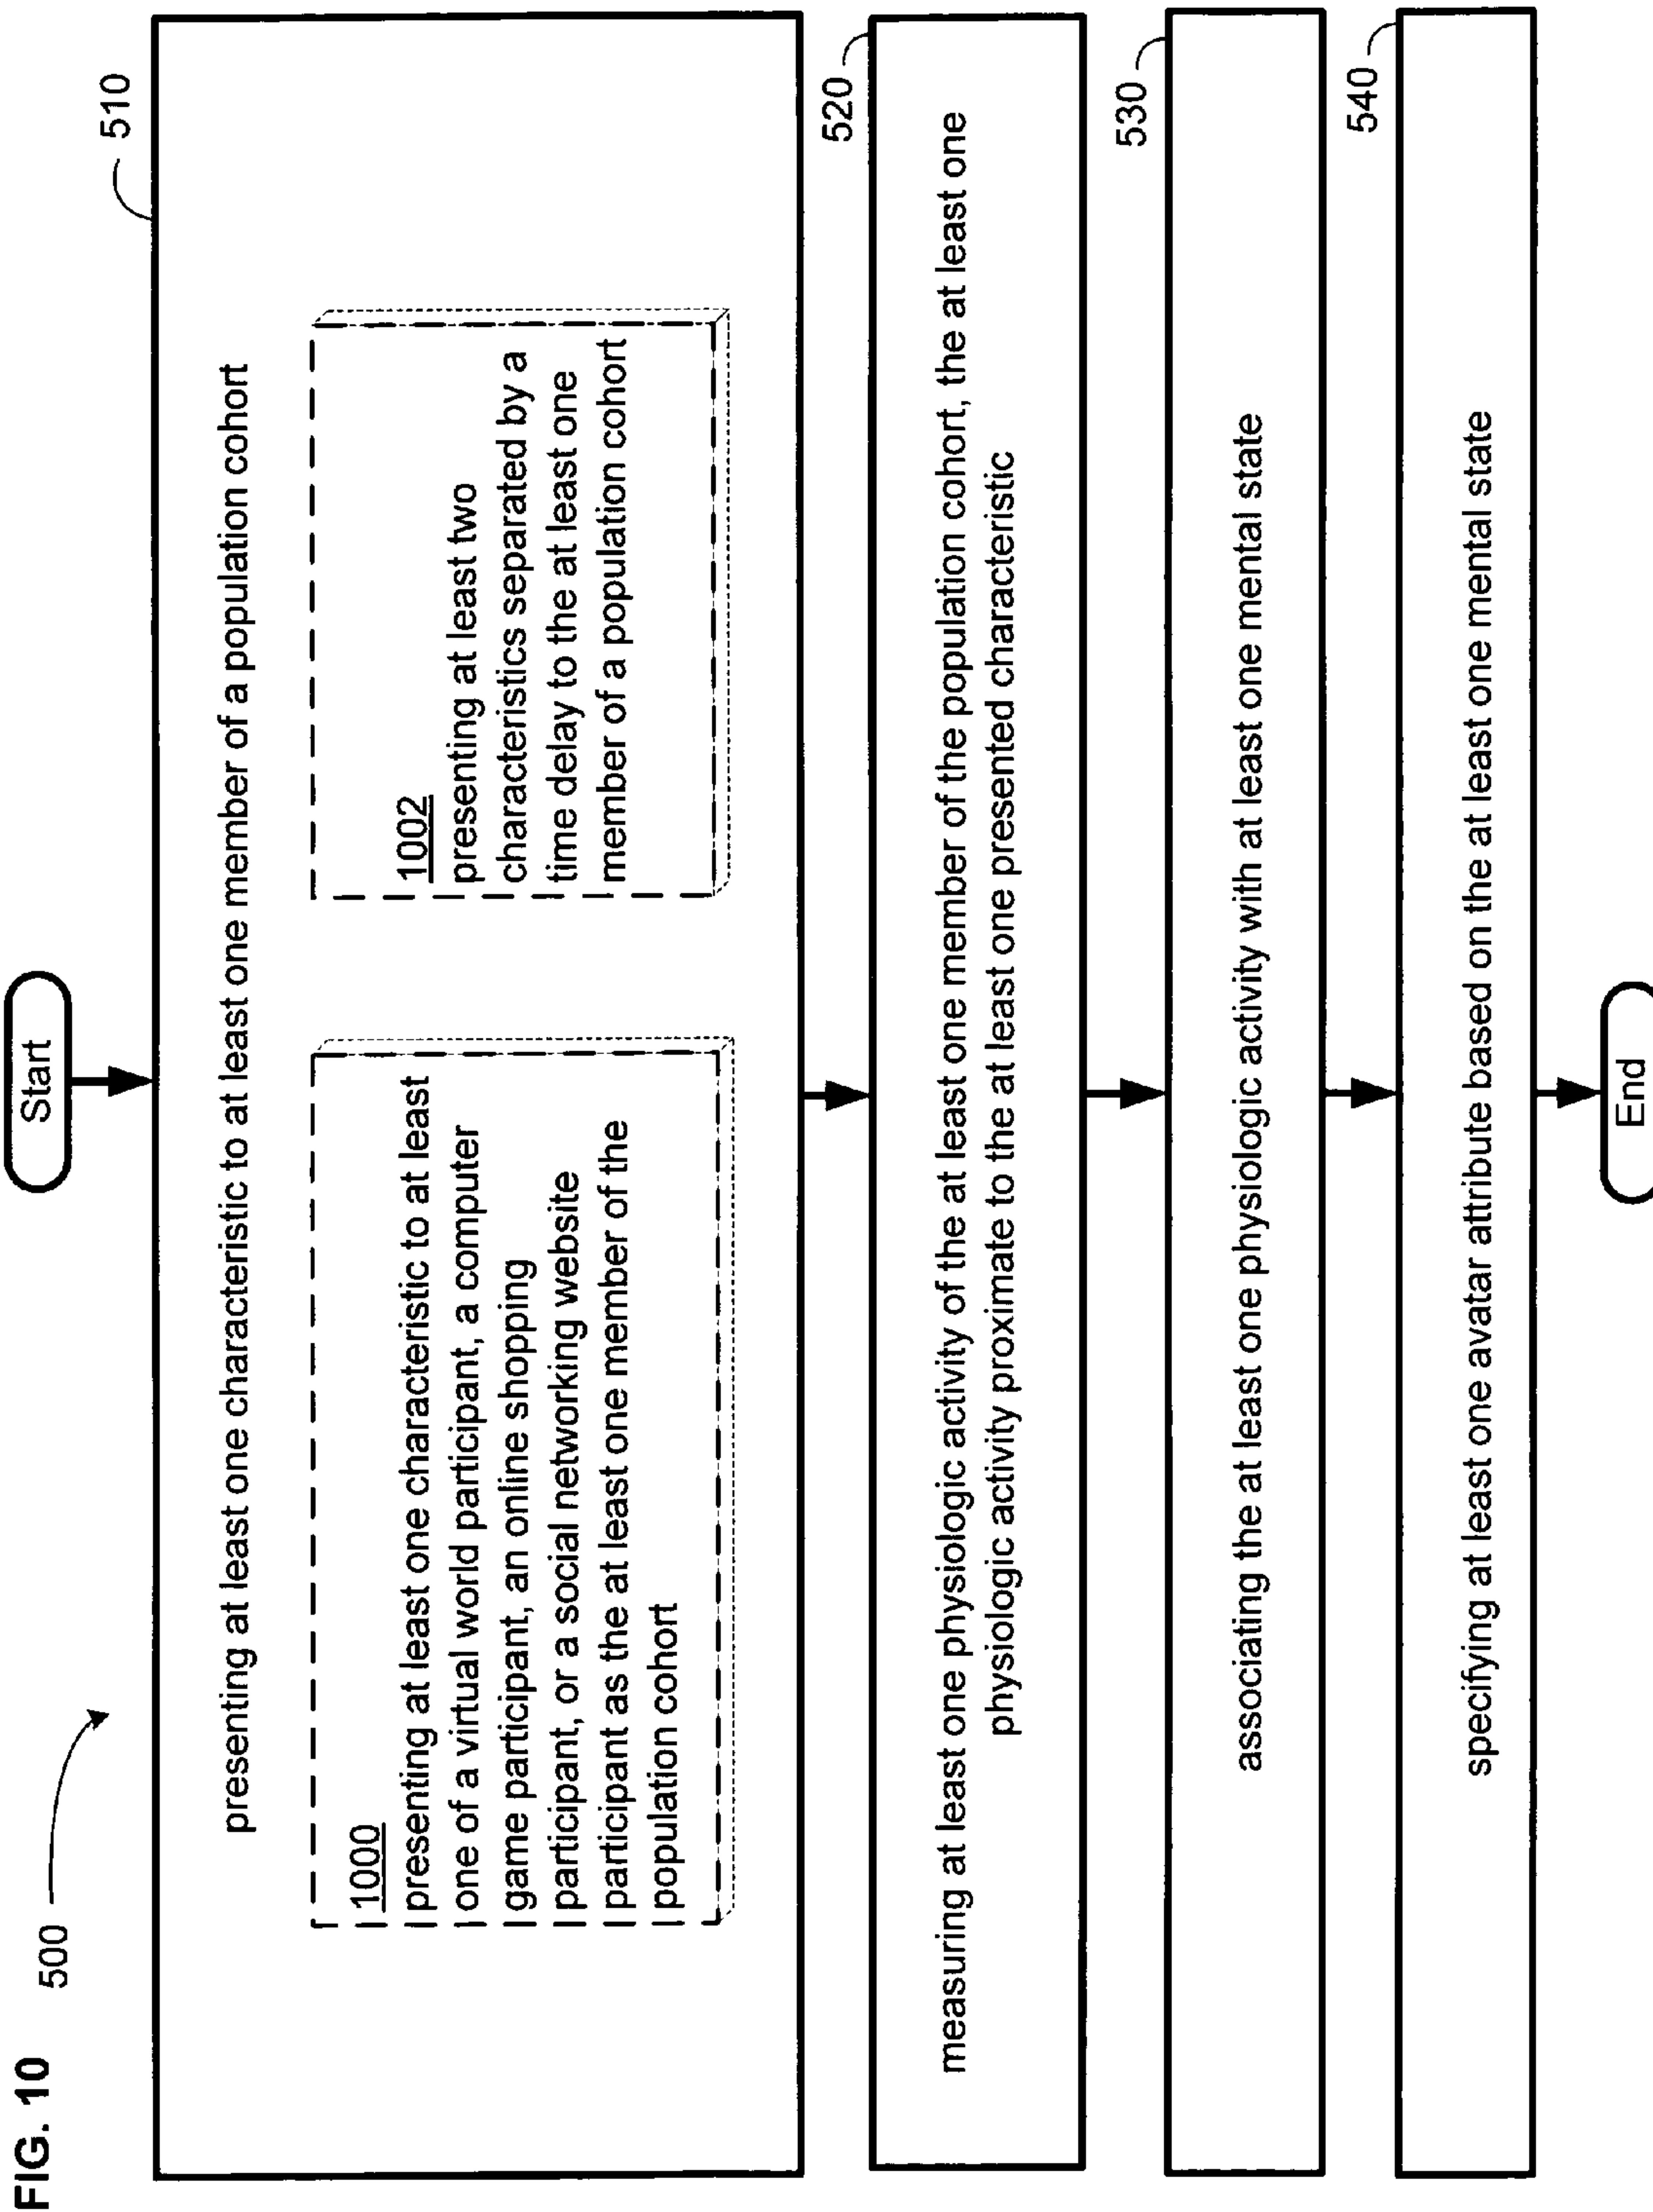 FIG. 10
500
Start
510
presenting at least one characteristic to at least one member of a population cohort
1000
presenting at least one characteristic to at least
one of a virtual world participant, a computer
game participant, an online shopping
participant, or a social networking website
participant as the at least one member of the
population cohort
1002
presenting at least two
characteristics separated by a
time delay to the at least one
member of a population cohort
520
measuring at least one physiologic activity of the at least one member of the population cohort, the at least one
physiologic activity proximate to the at least one presented characteristic
530
associating the at least one physiologic activity with at least one mental state
540
specifying at least one avatar attribute based on the at least one mental state
End